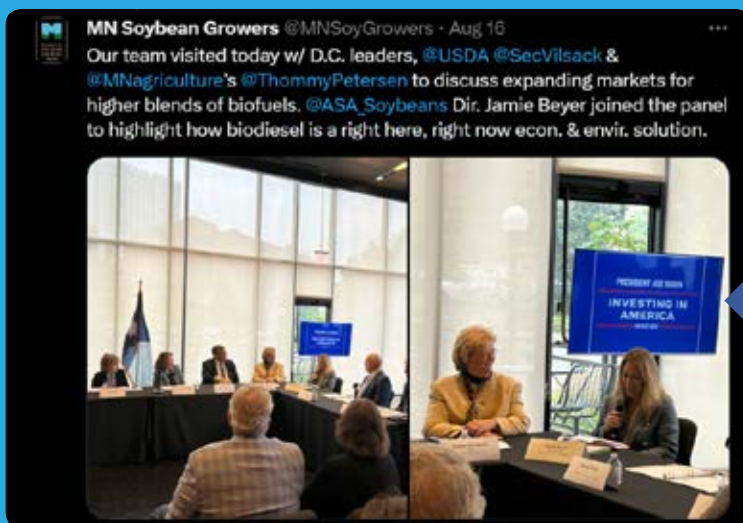 MN Soybean Growers @MNSoyGrowers · Aug 16
Our team visited today w/ D.C. leaders, @USDA @SecVilsack &
@MNagriculture's @ThommyPetersen to discuss expanding markets for
higher blends of biofuels. @ASA_Soybeans Dir. Jamie Beyer joined the panel
to highlight how biodiesel is a right here, right now econ. & envir. solution.
PRESIDENT JOE BIDEN
INVESTING IN
AMERICA